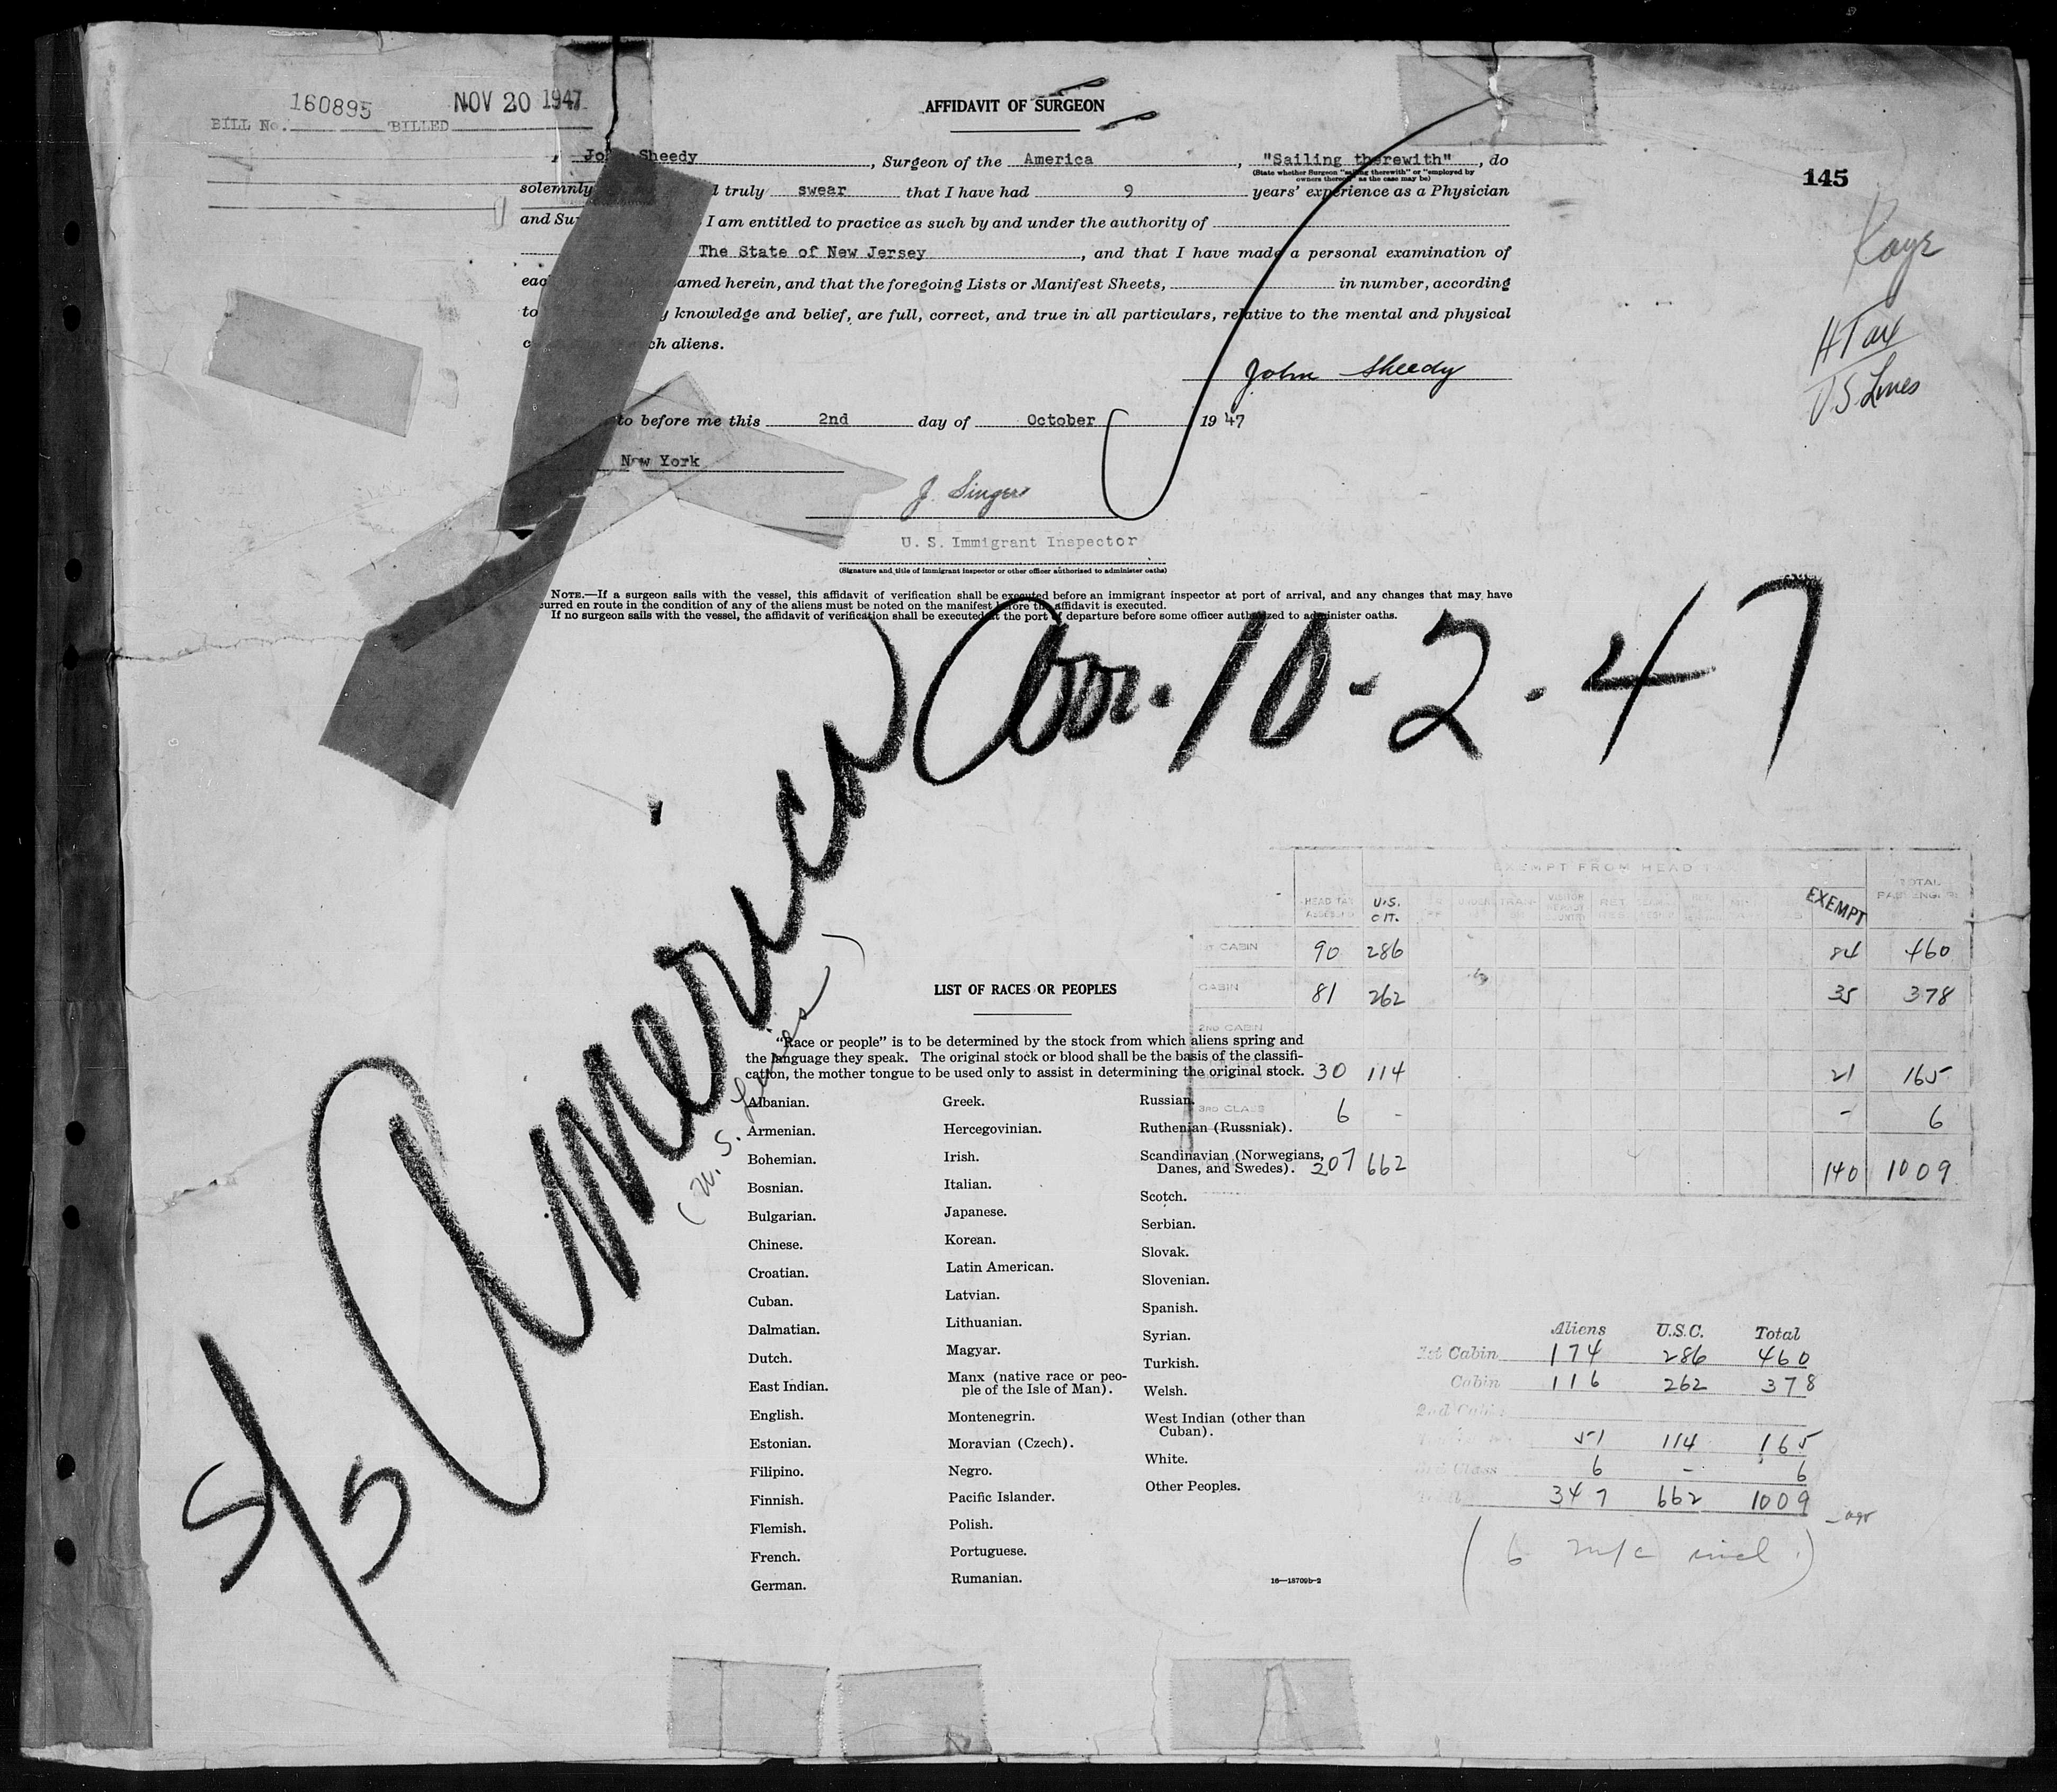 160895 NOV 20 1947
BILL No. BILLED
AFFIDAVIT OF SURGEON
145
John Sheedy, Surgeon of the America, "Sailing therewith", do
(State whether Surgeon "sailing therewith" or "employed by
owners thereof," as the case may be)
solemnly truly swear that I have had 9 years' experience as a Physician
and I am entitled to practice as such by and under the authority of
The State of New Jersey, and that I have made a personal examination of
named herein, and that the foregoing Lists or Manifest Sheets, in number, according
to knowledge and belief, are full, correct, and true in all particulars, relative to the mental and physical
aliens.
Kaye
H Tax
U.S. Lines
John Sheedy
to before me this 2nd day of October 1947
New York
J. Singer
U. S. Immigrant Inspector
(Signature and title of immigrant inspector or other officer authorized to administer oaths)
NOTE.—If a surgeon sails with the vessel, this affidavit of verification shall be executed before an immigrant inspector at port of arrival, and any changes that may have
curred en route in the condition of any of the aliens must be noted on the manifest before the affidavit is executed.
If no surgeon sails with the vessel, the affidavit of verification shall be executed at the port of departure before some officer authorized to administer oaths.
S/S America Arr. 10-2-47
(U.S. Lines)
EXEMPT FROM HEAD TAX
HEAD TAX ASSESSED U.S. CIT. EXEMPT TOTAL PASSENGERS
1ST CABIN 90 286 84 460
CABIN 81 262 35 378
2ND CABIN
30 114 21 165
3RD CLASS 6 - - 6
207 662 140 1009
LIST OF RACES OR PEOPLES
"Race or people" is to be determined by the stock from which aliens spring and
the language they speak. The original stock or blood shall be the basis of the classifi-
cation, the mother tongue to be used only to assist in determining the original stock.
Albanian.
Armenian.
Bohemian.
Bosnian.
Bulgarian.
Chinese.
Croatian.
Cuban.
Dalmatian.
Dutch.
East Indian.
English.
Estonian.
Filipino.
Finnish.
Flemish.
French.
German.
Greek.
Hercegovinian.
Irish.
Italian.
Japanese.
Korean.
Latin American.
Latvian.
Lithuanian.
Magyar.
Manx (native race or peo-
ple of the Isle of Man).
Montenegrin.
Moravian (Czech).
Negro.
Pacific Islander.
Polish.
Portuguese.
Rumanian.
Russian.
Ruthenian (Russniak).
Scandinavian (Norwegians,
Danes, and Swedes).
Scotch.
Serbian.
Slovak.
Slovenian.
Spanish.
Syrian.
Turkish.
Welsh.
West Indian (other than
Cuban).
White.
Other Peoples.
16—18709b-2
Aliens U.S.C. Total
1st Cabin 174 286 460
Cabin 116 262 378
2nd Cabin
51 114 165
3rd Class 6 - 6
Total 347 662 1009
(6 m/c incl.)